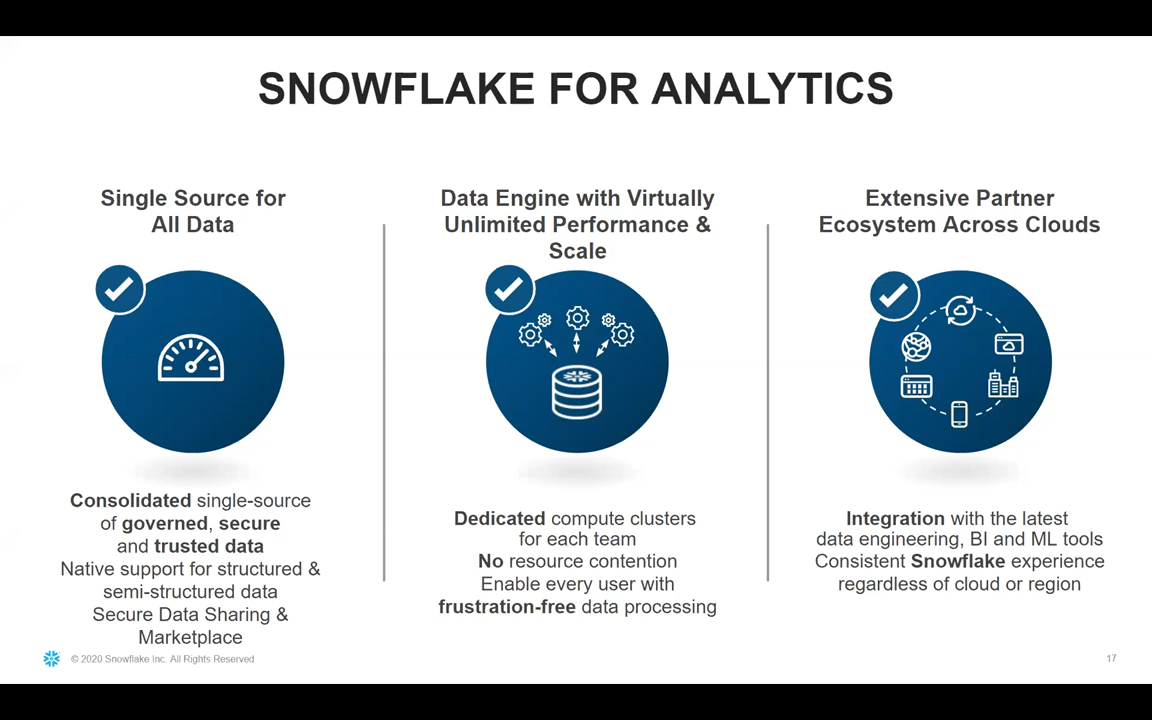 SNOWFLAKE FOR ANALYTICS
Single Source for
All Data
Consolidated single-source
of governed, secure
and trusted data
Native support for structured &
semi-structured data
Secure Data Sharing &
Marketplace
Data Engine with Virtually
Unlimited Performance &
Scale
Dedicated compute clusters
for each team
No resource contention
Enable every user with
frustration-free data processing
Extensive Partner
Ecosystem Across Clouds
Integration with the latest
data engineering, BI and ML tools
Consistent Snowflake experience
regardless of cloud or region
© 2020 Snowflake Inc. All Rights Reserved
17